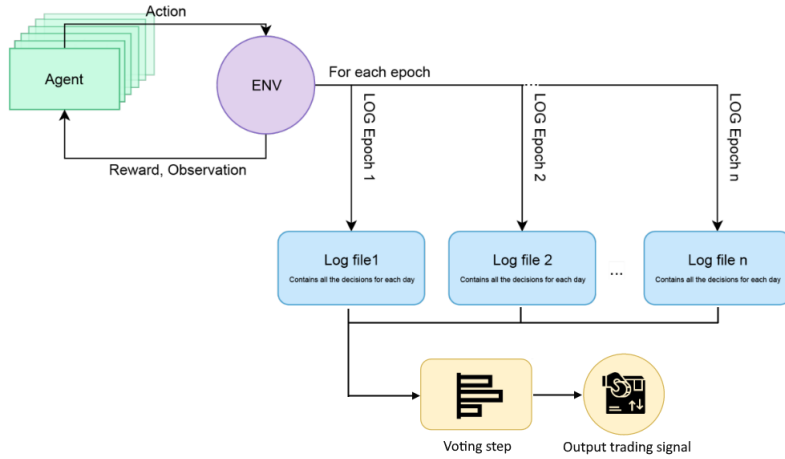 Action
Agent
ENV
For each epoch
Reward, Observation
LOG Epoch 1
LOG Epoch 2
LOG Epoch n
Log file1
Contains all the decisions for each day
Log file 2
Contains all the decisions for each day
...
Log file n
Contains all the decisions for each day
Voting step
Output trading signal